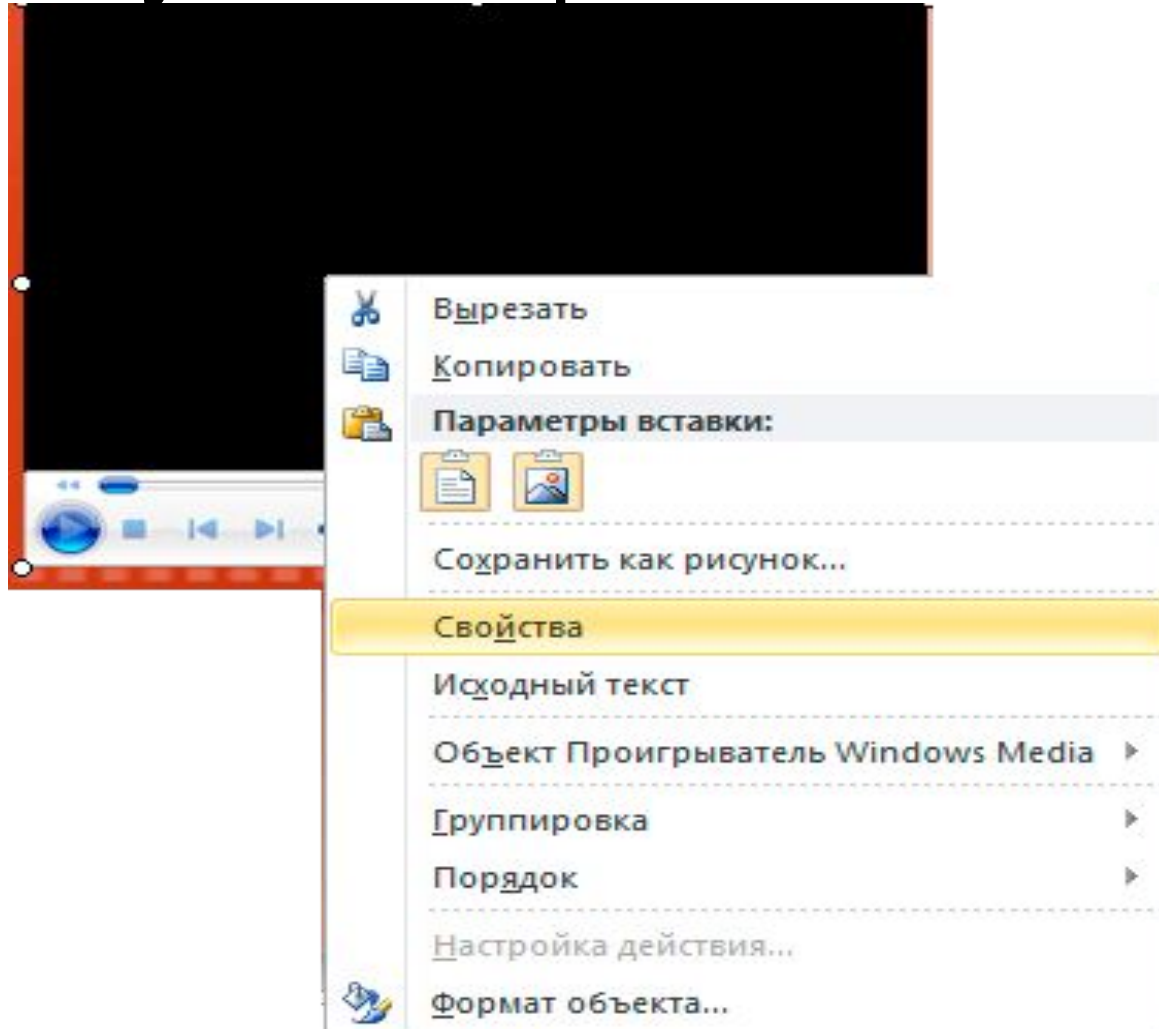 Вырезать
Копировать
Параметры вставки:
Сохранить как рисунок...
Свойства
Исходный текст
Объект Проигрыватель Windows Media
Группировка
Порядок
Настройка действия...
Формат объекта...